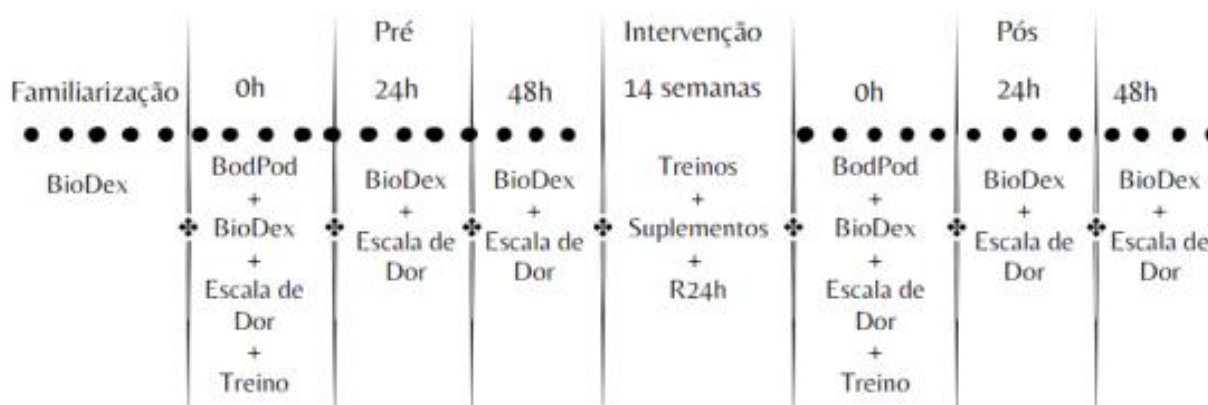 Pré
Intervenção
Pós
Familiarização
0h
24h
48h
14 semanas
0h
24h
48h
BioDex
BodPod
+
BioDex
+
Escala de
Dor
+
Treino
BioDex
+
Escala de
Dor
BioDex
+
Escala de
Dor
Treinos
+
Suplementos
+
R24h
BodPod
+
BioDex
+
Escala de
Dor
+
Treino
BioDex
+
Escala de
Dor
BioDex
+
Escala de
Dor